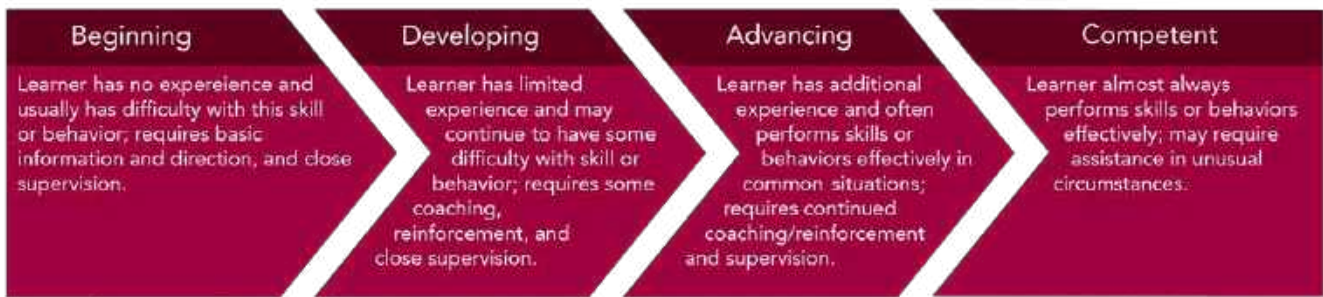 Beginning
Learner has no expereience and
usually has difficulty with this skill
or behavior; requires basic
information and direction, and close
supervision.
Developing
Learner has limited
experience and may
continue to have some
difficulty with skill or
behavior; requires some
coaching,
reinforcement, and
close supervision.
Advancing
Learner has additional
experience and often
performs skills or
behaviors effectively in
common situations;
requires continued
coaching/reinforcement
and supervision.
Competent
Learner almost always
performs skills or behaviors
effectively; may require
assistance in unusual
circumstances.